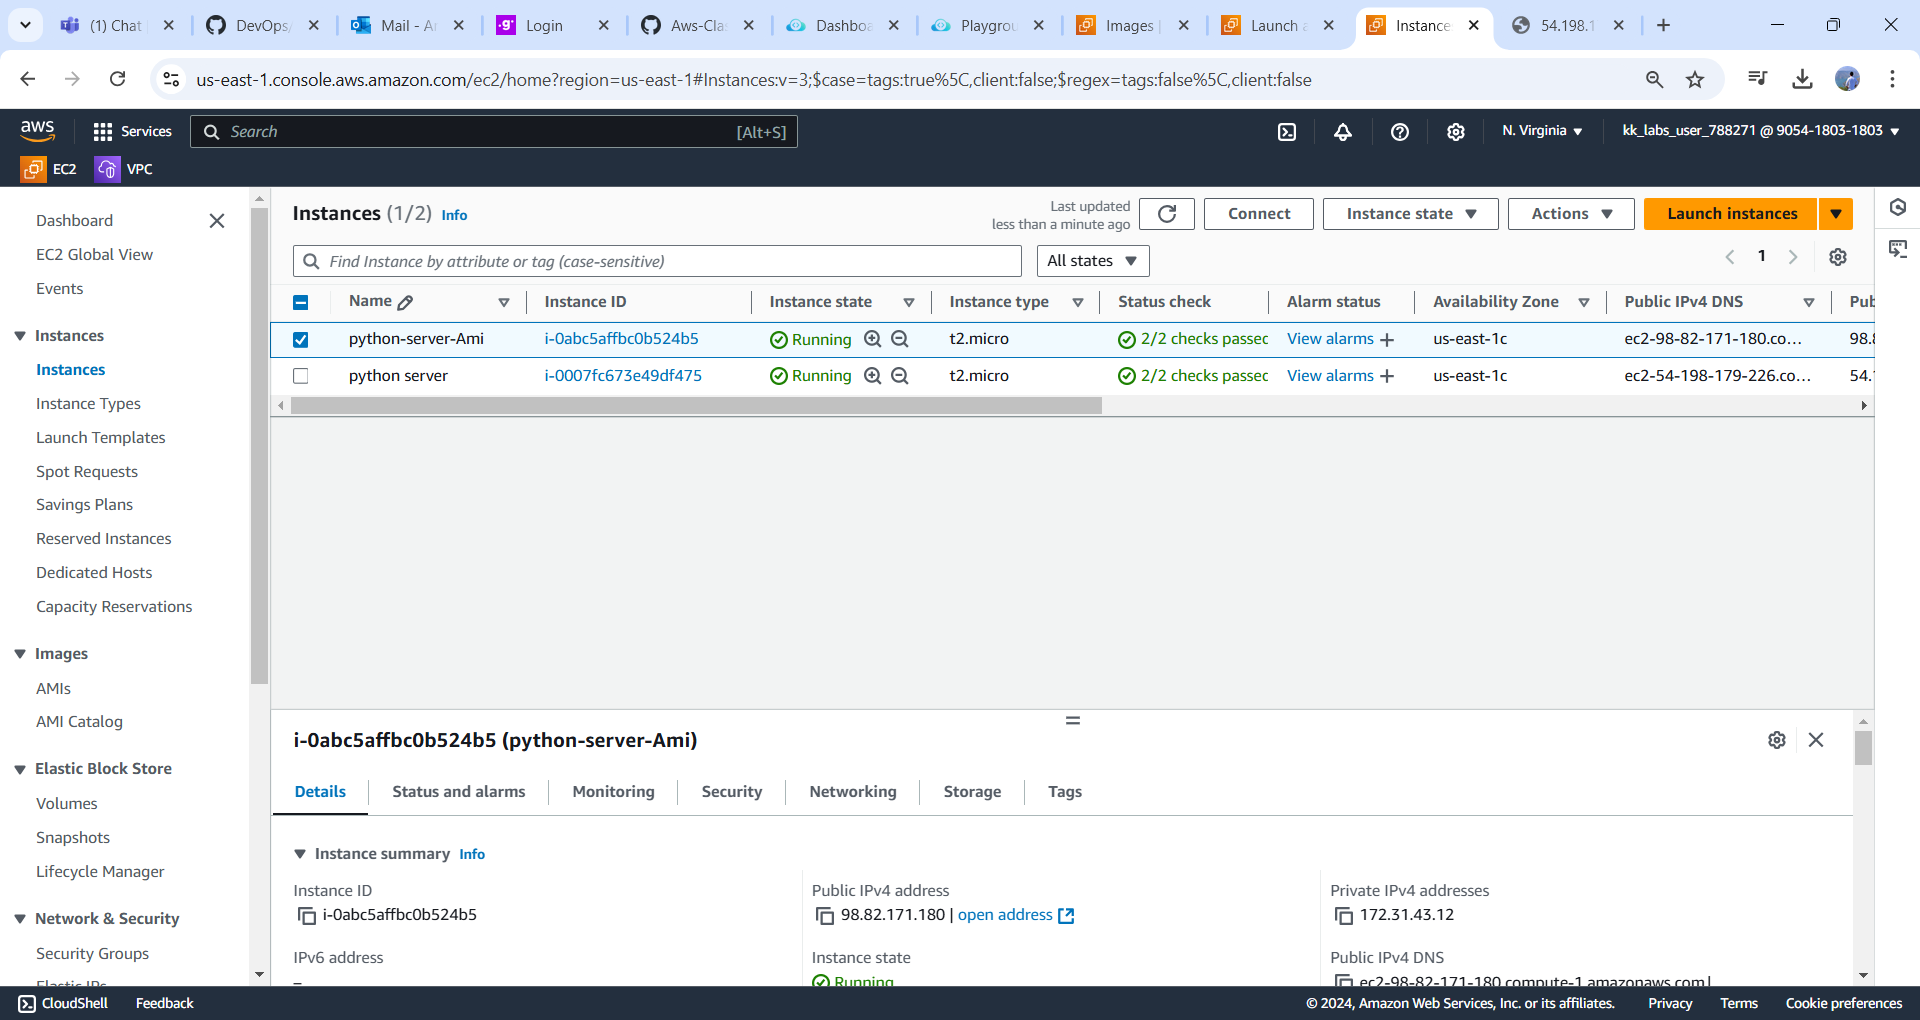 (1) Chat
DevOps/
Mail - Ar
Login
Aws-Clas
Dashboa
Playgrou
Images |
Launch a
Instance
54.198.1
us-east-1.console.aws.amazon.com/ec2/home?region=us-east-1#Instances:v=3;$case=tags:true%5C,client:false;$regex=tags:false%5C,client:false
aws
Services
Search
[Alt+S]
N. Virginia
kk_labs_user_788271 @ 9054-1803-1803
EC2
VPC
Dashboard
EC2 Global View
Events
Instances
Instances
Instance Types
Launch Templates
Spot Requests
Savings Plans
Reserved Instances
Dedicated Hosts
Capacity Reservations
Images
AMIs
AMI Catalog
Elastic Block Store
Volumes
Snapshots
Lifecycle Manager
Network & Security
Security Groups
Elastic IPs
Instances (1/2) Info
Last updated
less than a minute ago
Connect
Instance state
Actions
Launch instances
Find Instance by attribute or tag (case-sensitive)
All states
1
Name Instance ID Instance state Instance type Status check Alarm status Availability Zone Public IPv4 DNS Pub
python-server-Ami i-0abc5affbc0b524b5 Running t2.micro 2/2 checks passed View alarms us-east-1c ec2-98-82-171-180.co... 98.8
python server i-0007fc673e49df475 Running t2.micro 2/2 checks passed View alarms us-east-1c ec2-54-198-179-226.co... 54.1
i-0abc5affbc0b524b5 (python-server-Ami)
Details
Status and alarms
Monitoring
Security
Networking
Storage
Tags
Instance summary Info
Instance ID
i-0abc5affbc0b524b5
Public IPv4 address
98.82.171.180 | open address
Private IPv4 addresses
172.31.43.12
IPv6 address
–
Instance state
Running
Public IPv4 DNS
ec2-98-82-171-180.compute-1.amazonaws.com |
CloudShell
Feedback
© 2024, Amazon Web Services, Inc. or its affiliates.
Privacy
Terms
Cookie preferences